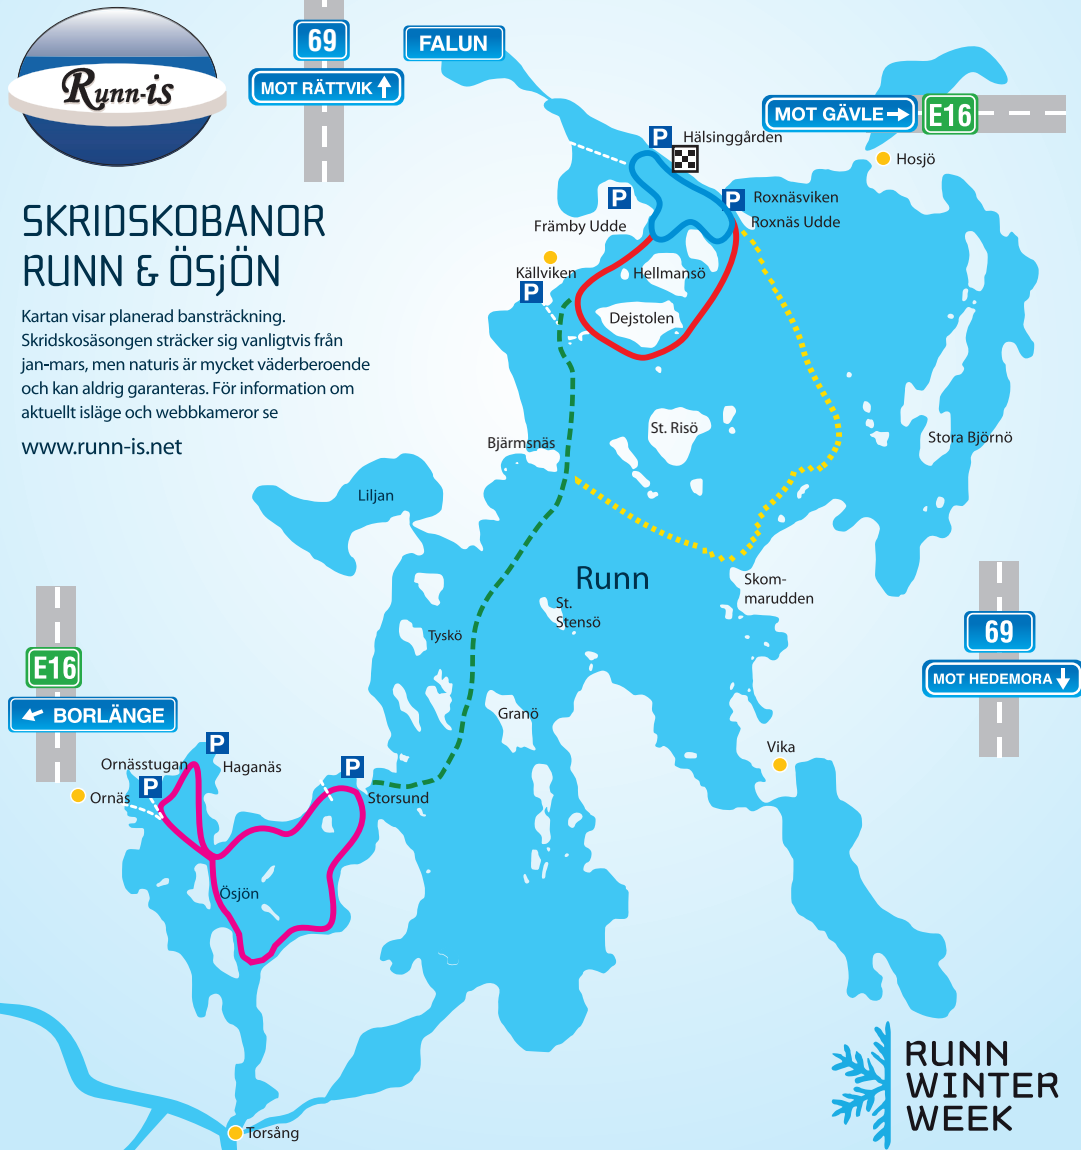 Runn-is
69
MOT RÄTTVIK
FALUN
MOT GÄVLE
E16
P
Hälsinggården
Hosjö
P
P
Roxnäsviken
Roxnäs Udde
Främby Udde
SKRIDSKOBANOR
RUNN & ÖSjÖN
Källviken
P
Hellmansö
Dejstolen
Kartan visar planerad bansträckning.
Skridskosäsongen sträcker sig vanligtvis från
jan-mars, men naturis är mycket väderberoende
och kan aldrig garanteras. För information om
aktuellt isläge och webbkameror se
www.runn-is.net
Bjärmsnäs
St. Risö
Stora Björnö
Liljan
Runn
Skom-
marudden
St.
Stensö
Tyskö
69
MOT HEDEMORA
E16
BORLÄNGE
Granö
Vika
P
Ornässtugan
Haganäs
P
P
Ornäs
Storsund
Ösjön
RUNN
WINTER
WEEK
Torsång